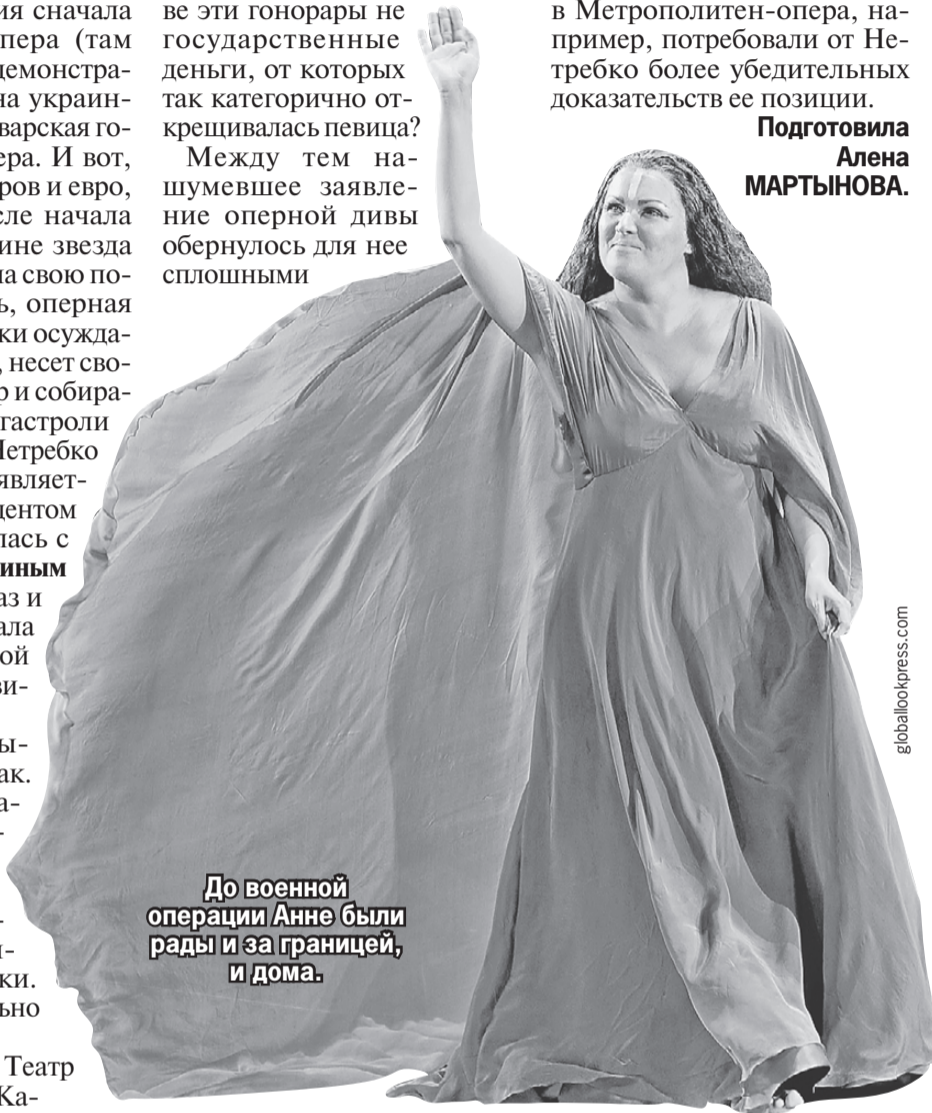 ия сначала
пера (там
демонстра-
на украин-
варская го-
ера. И вот,
ров и евро,
сле начала
ине звезда
ла свою по-
ь, оперная
ки осужда-
, несет сво-
р и собира-
гастроли
Нетребко
являет-
дентом
лась с
иным
аз и
ала
ой
ви-
ы-
ак.
а-
-
-
и-
ки.
ьно
Театр
Ка-
ве эти гонорары не
государственные
деньги, от которых
так категорично от-
крещивалась певица?
Между тем на-
шумевшее заявле-
ние оперной дивы
обернулось для нее
сплошными
в Метрополитен-опера, на-
пример, потребовали от Не-
требко более убедительных
доказательств ее позиции.
Подготовила
Алена
МАРТЫНОВА.
globallookpress.com
До военной
операции Анне были
рады и за границей,
и дома.